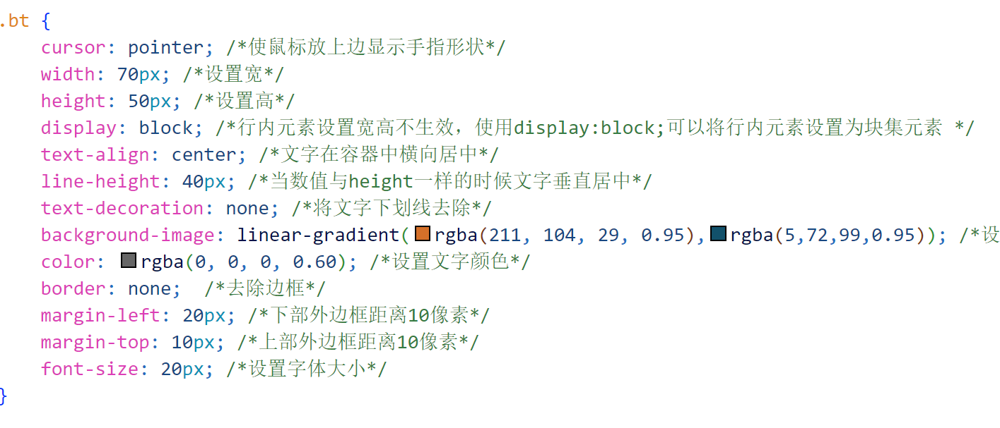 .bt {
    cursor: pointer; /*使鼠标放上边显示手指形状*/
    width: 70px; /*设置宽*/
    height: 50px; /*设置高*/
    display: block; /*行内元素设置宽高不生效，使用display:block;可以将行内元素设置为块集元素 */
    text-align: center; /*文字在容器中横向居中*/
    line-height: 40px; /*当数值与height一样的时候文字垂直居中*/
    text-decoration: none; /*将文字下划线去除*/
    background-image: linear-gradient(rgba(211, 104, 29, 0.95),rgba(5,72,99,0.95)); /*设
    color: rgba(0, 0, 0, 0.60); /*设置文字颜色*/
    border: none;  /*去除边框*/
    margin-left: 20px; /*下部外边框距离10像素*/
    margin-top: 10px; /*上部外边框距离10像素*/
    font-size: 20px; /*设置字体大小*/
}